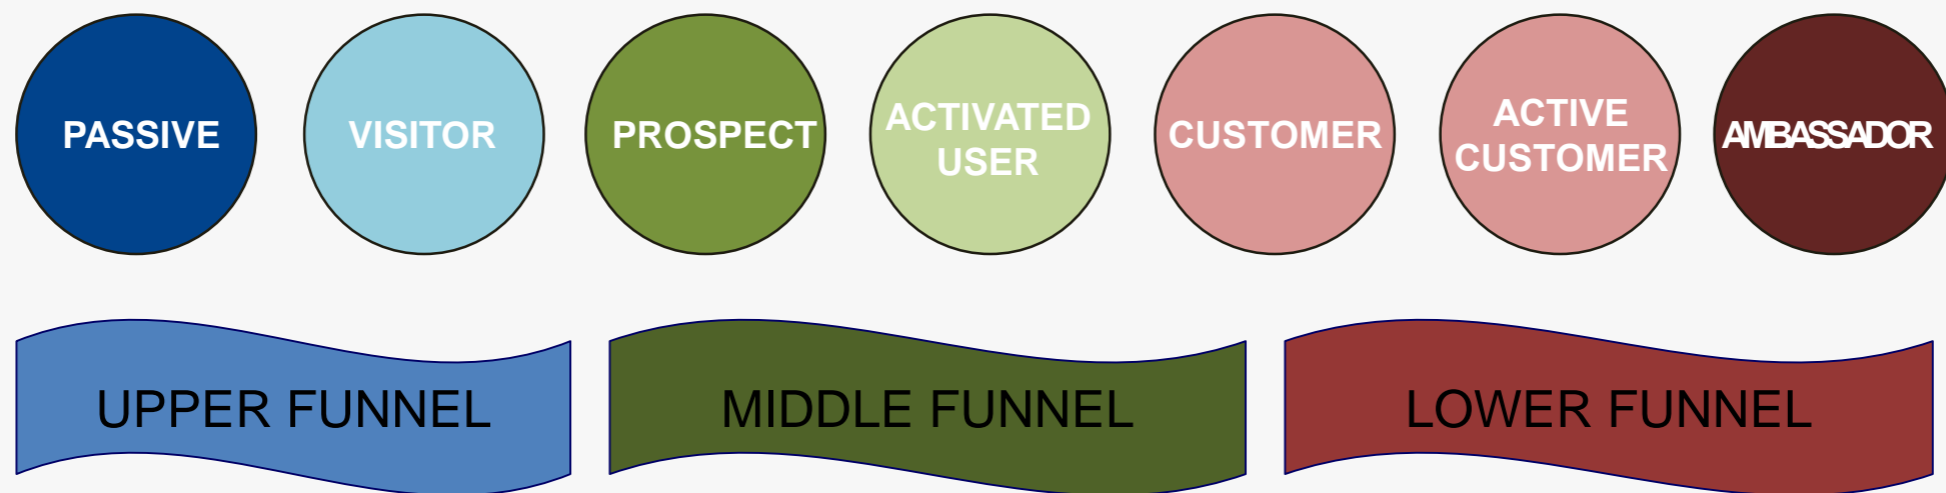 PASSIVE
VISITOR
PROSPECT
ACTIVATED
USER
CUSTOMER
ACTIVE
CUSTOMER
AMBASSADOR
UPPER FUNNEL
MIDDLE FUNNEL
LOWER FUNNEL